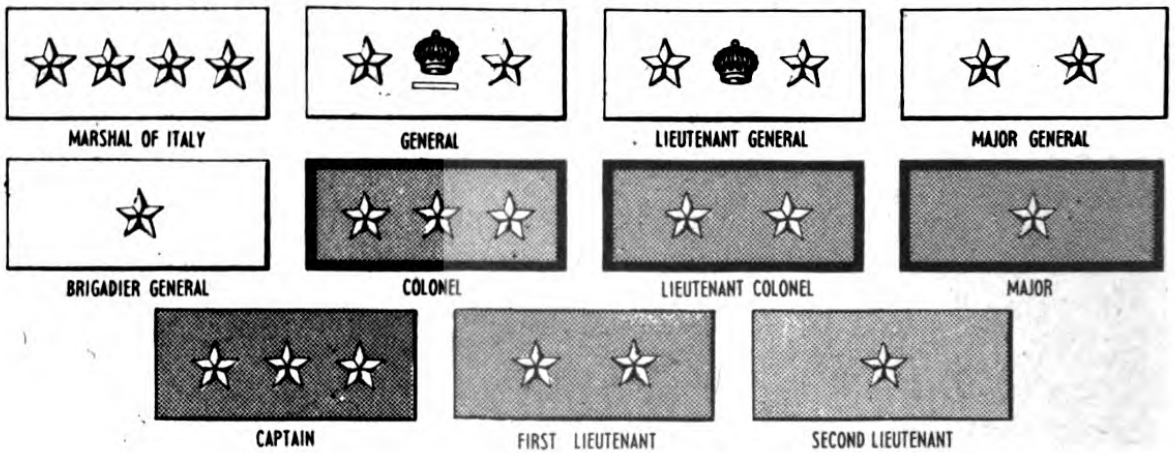 MARSHAL OF ITALY
GENERAL
LIEUTENANT GENERAL
MAJOR GENERAL
BRIGADIER GENERAL
COLONEL
LIEUTENANT COLONEL
MAJOR
CAPTAIN
FIRST LIEUTENANT
SECOND LIEUTENANT